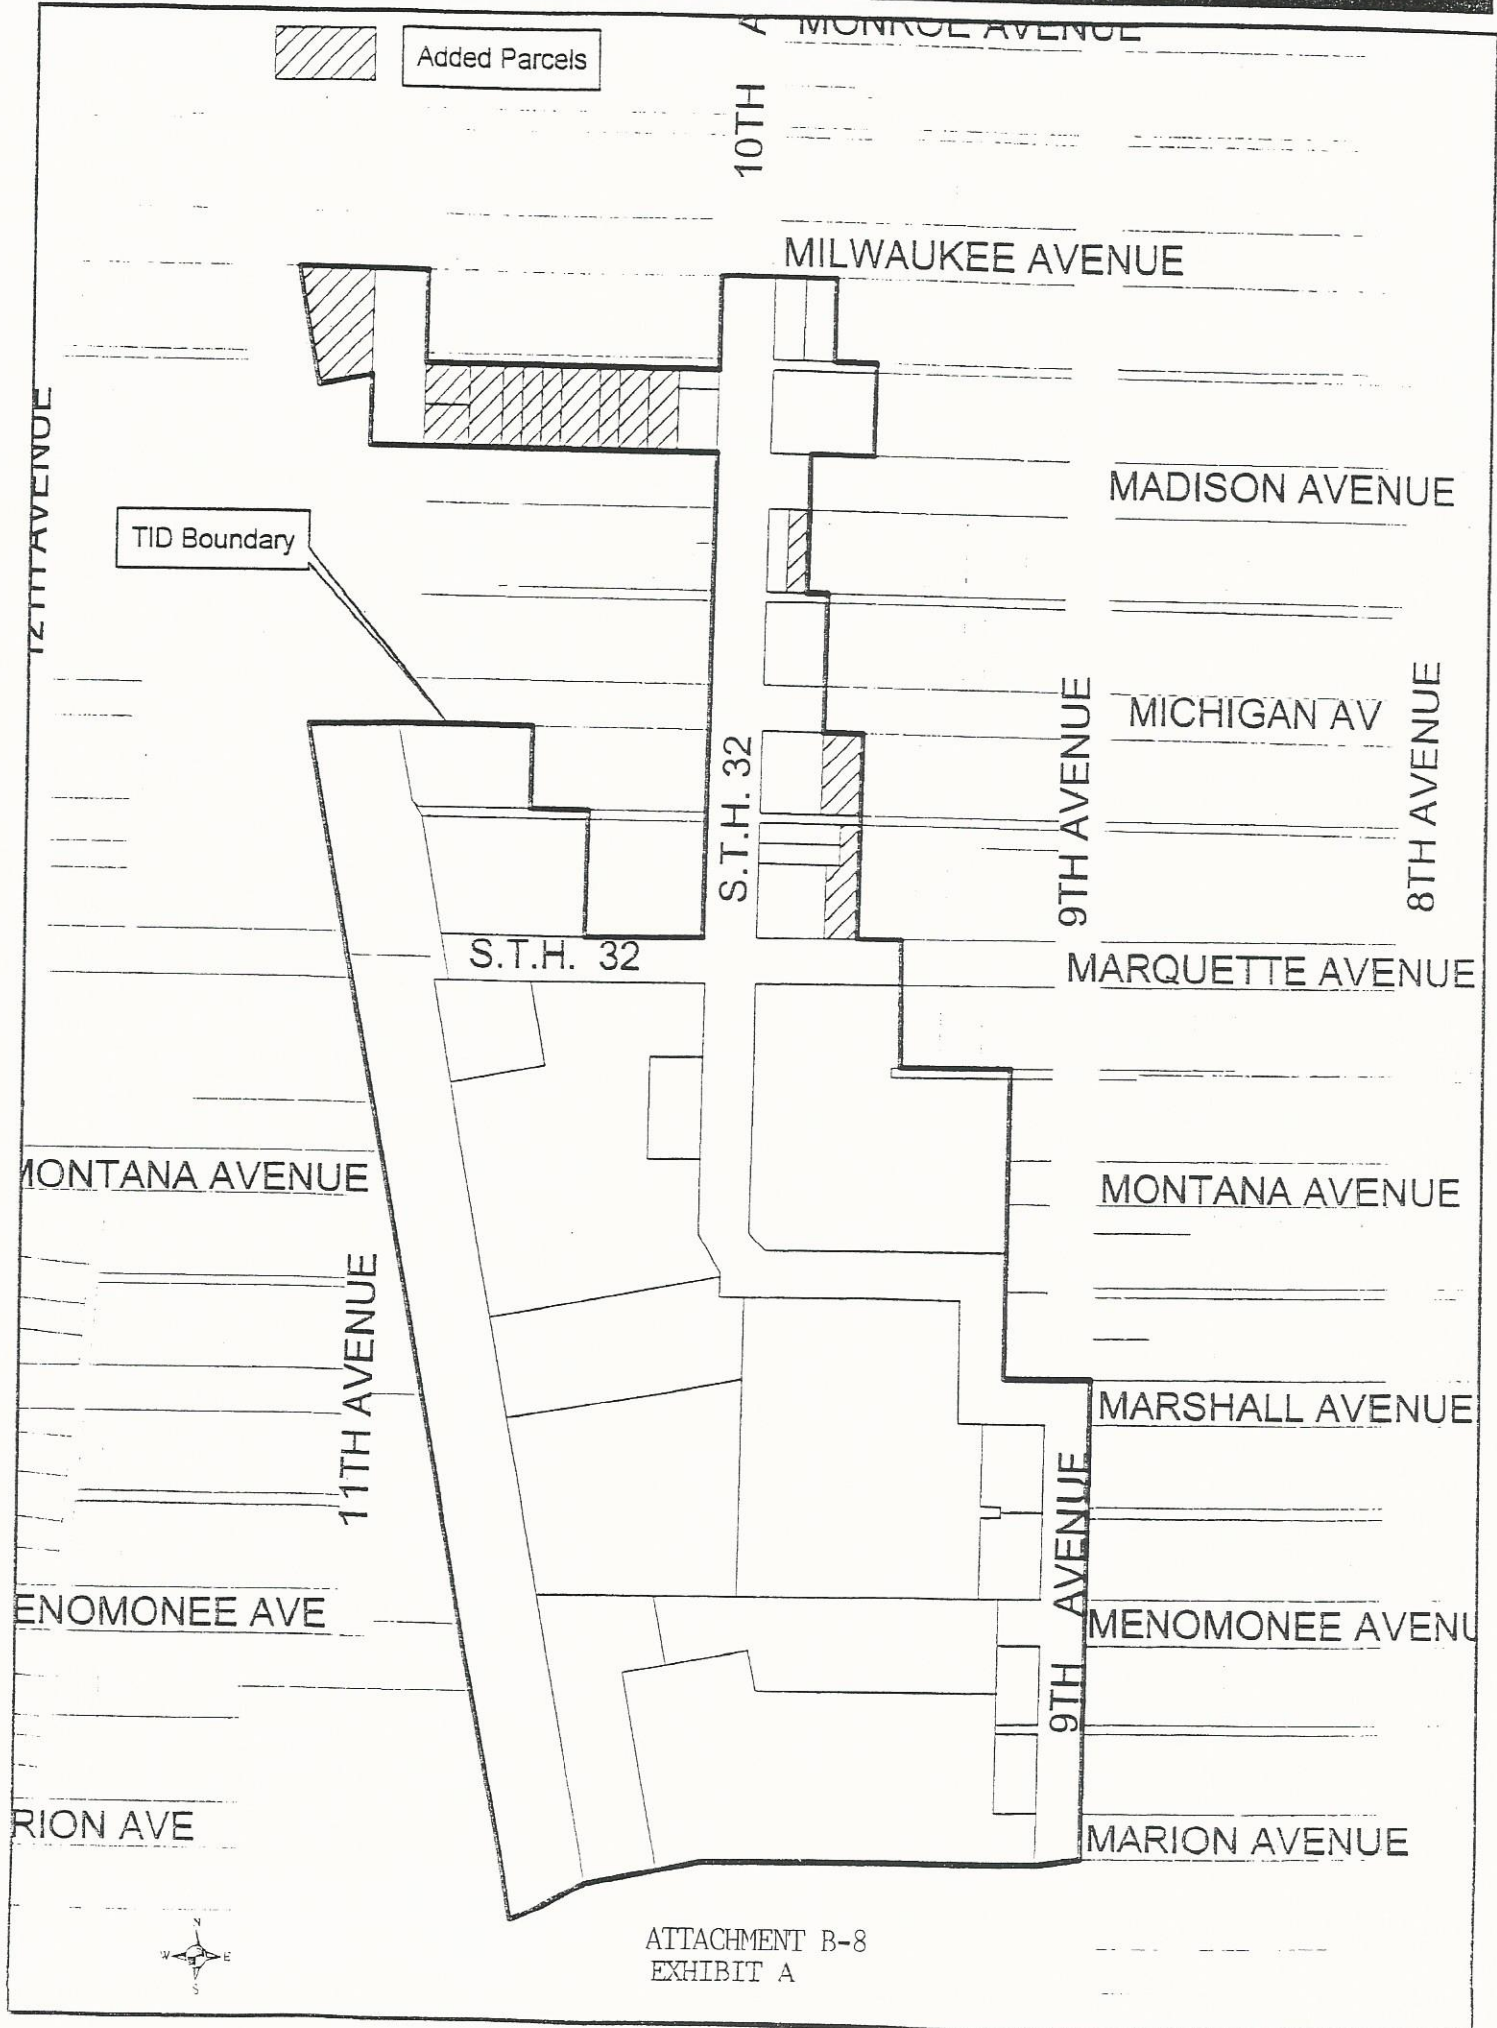 MONROE AVENUE
Added Parcels
10TH A
MILWAUKEE AVENUE
12TH AVENUE
MADISON AVENUE
TID Boundary
MICHIGAN AV
S.T.H. 32
9TH AVENUE
8TH AVENUE
S.T.H. 32
MARQUETTE AVENUE
MONTANA AVENUE
MONTANA AVENUE
11TH AVENUE
MARSHALL AVENUE
9TH AVENUE
ENOMONEE AVE
MENOMONEE AVENU
RION AVE
MARION AVENUE
N
W E
S
ATTACHMENT B-8
EXHIBIT A